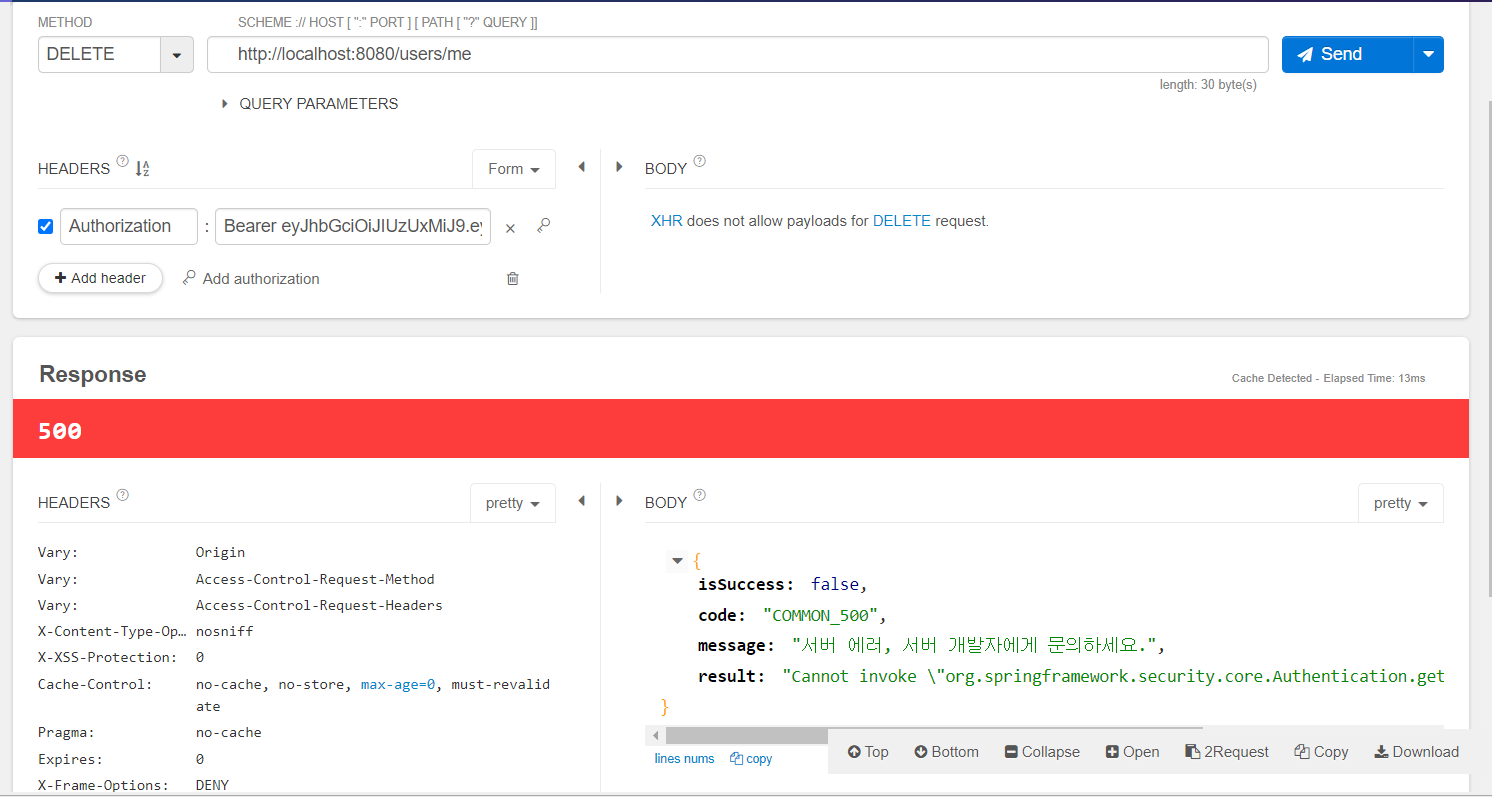 METHOD
SCHEME :// HOST [ ":" PORT ] [ PATH [ "?" QUERY ]]
DELETE
http://localhost:8080/users/me
Send
length: 30 byte(s)
QUERY PARAMETERS
HEADERS ?
Form
BODY ?
Authorization : Bearer eyJhbGciOiJIUzUxMiJ9.ey
XHR does not allow payloads for DELETE request.
Add header
Add authorization
Response
Cache Detected - Elapsed Time: 13ms
500
HEADERS ?
pretty
BODY ?
pretty
Vary: Origin
Vary: Access-Control-Request-Method
Vary: Access-Control-Request-Headers
X-Content-Type-Op… nosniff
X-XSS-Protection: 0
Cache-Control: no-cache, no-store, max-age=0, must-revalid
ate
Pragma: no-cache
Expires: 0
X-Frame-Options: DENY
{
isSuccess: false,
code: "COMMON_500",
message: "서버 에러, 서버 개발자에게 문의하세요.",
result: "Cannot invoke \"org.springframework.security.core.Authentication.get
}
lines nums
copy
Top
Bottom
Collapse
Open
2Request
Copy
Download